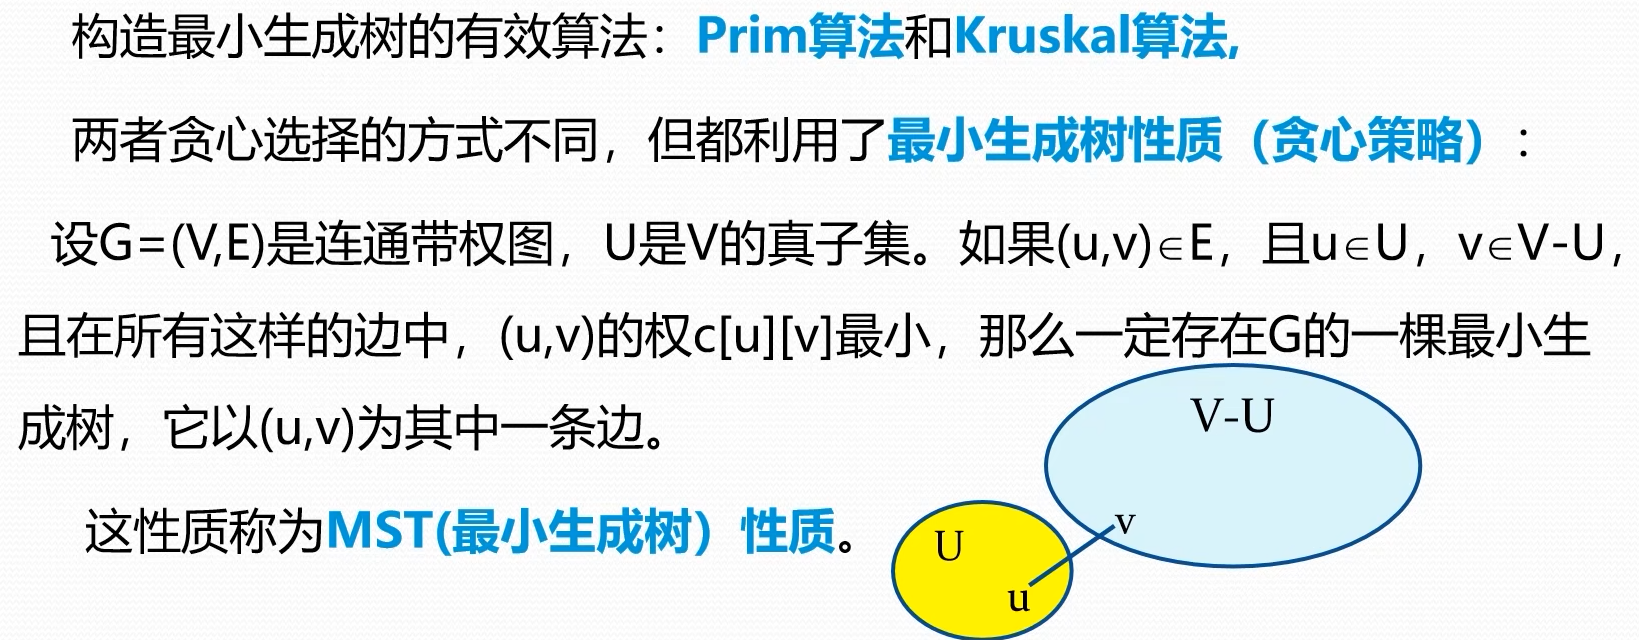 构造最小生成树的有效算法：Prim算法和Kruskal算法,
两者贪心选择的方式不同，但都利用了最小生成树性质（贪心策略）：
设G=(V,E)是连通带权图，U是V的真子集。如果(u,v)∈E，且u∈U，v∈V-U，
且在所有这样的边中，(u,v)的权c[u][v]最小，那么一定存在G的一棵最小生
成树，它以(u,v)为其中一条边。
V-U
这性质称为MST(最小生成树）性质。
v
U
u